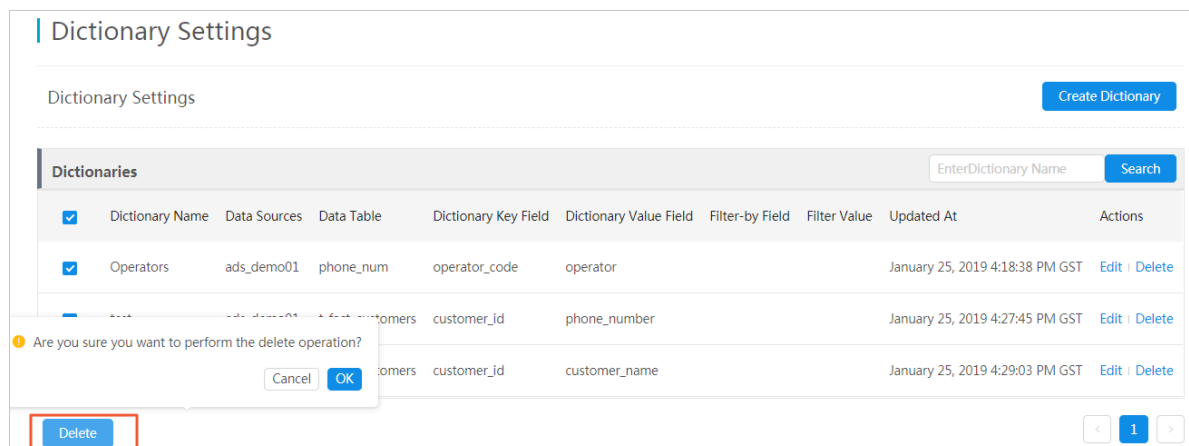 Dictionary Settings
Dictionary Settings
Create Dictionary
Dictionaries
EnterDictionary Name
Search
Dictionary Name Data Sources Data Table Dictionary Key Field Dictionary Value Field Filter-by Field Filter Value Updated At Actions
Operators ads_demo01 phone_num operator_code operator January 25, 2019 4:18:38 PM GST Edit Delete
customer_id phone_number January 25, 2019 4:27:45 PM GST Edit Delete
Are you sure you want to perform the delete operation?
customer_id customer_name January 25, 2019 4:29:03 PM GST Edit Delete
Cancel OK
Delete
1